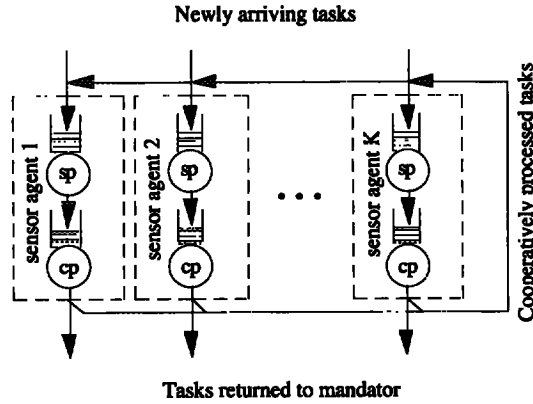 Newly arriving tasks
sensor agent 1
sp
cp
sensor agent 2
sp
cp
• • •
sensor agent K
sp
cp
Cooperatively processed tasks
Tasks returned to mandator